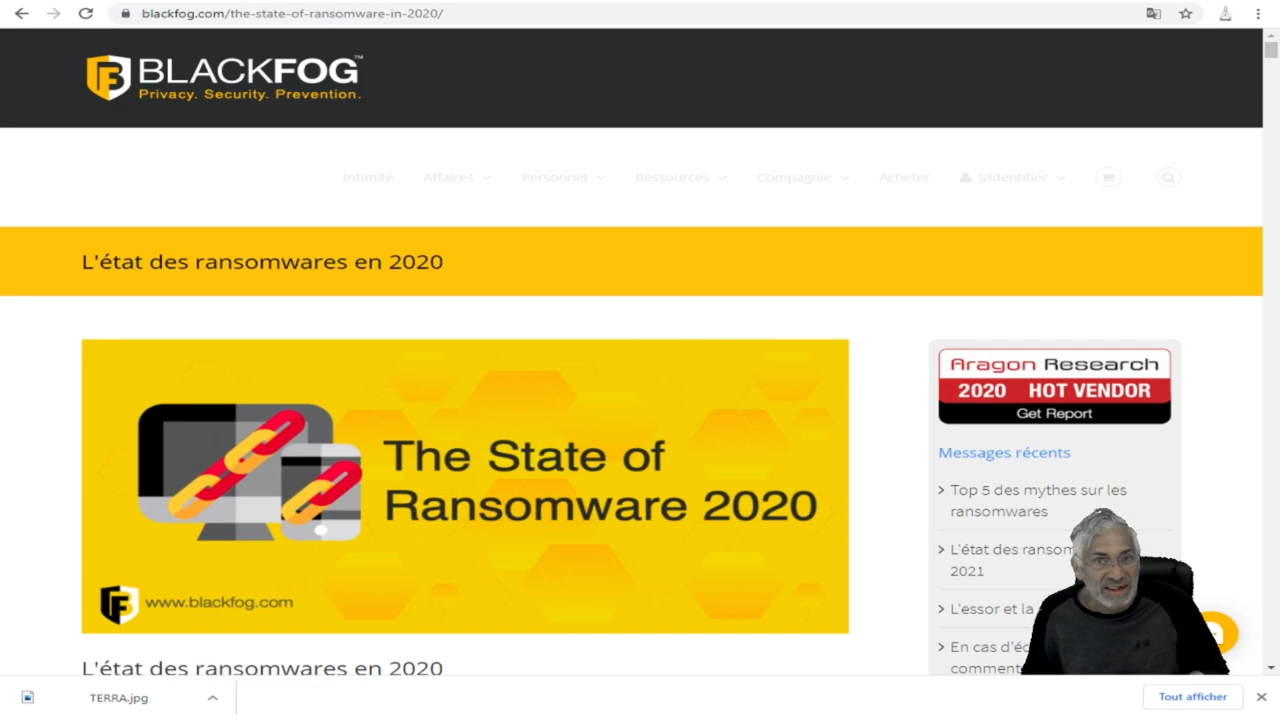 blackfog.com/the-state-of-ransomware-in-2020/
BLACKFOG™
Privacy. Security. Prevention.
Intimité Affaires Personnel Ressources Compagnie Acheter S'identifier
L'état des ransomwares en 2020
The State of
Ransomware 2020
www.blackfog.com
L'état des ransomwares en 2020
Aragon Research
2020 HOT VENDOR
Get Report
Messages récents
Top 5 des mythes sur les
ransomwares
L'état des ransom
2021
L'essor et la
En cas d'éc
comment
TERRA.jpg
Tout afficher